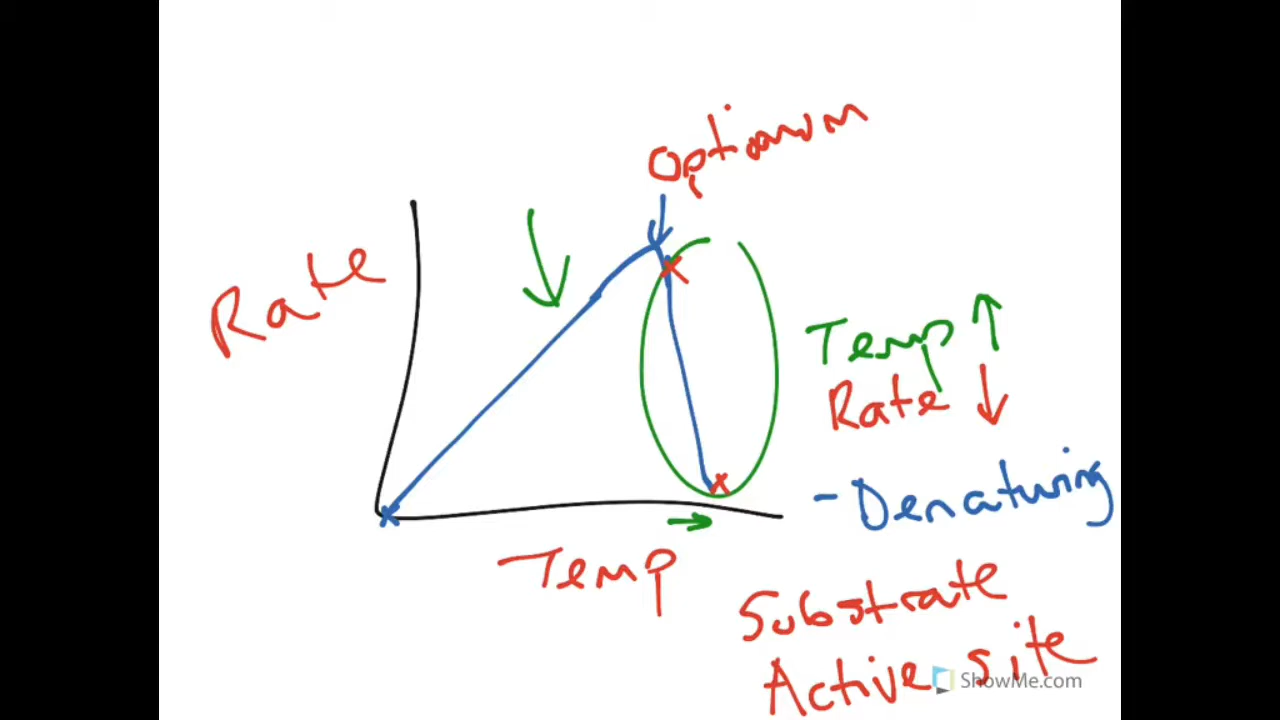 Optimum
Rate
Temp ↑
Rate ↓
- Denaturing
Temp
Substrate
Active site
ShowMe.com